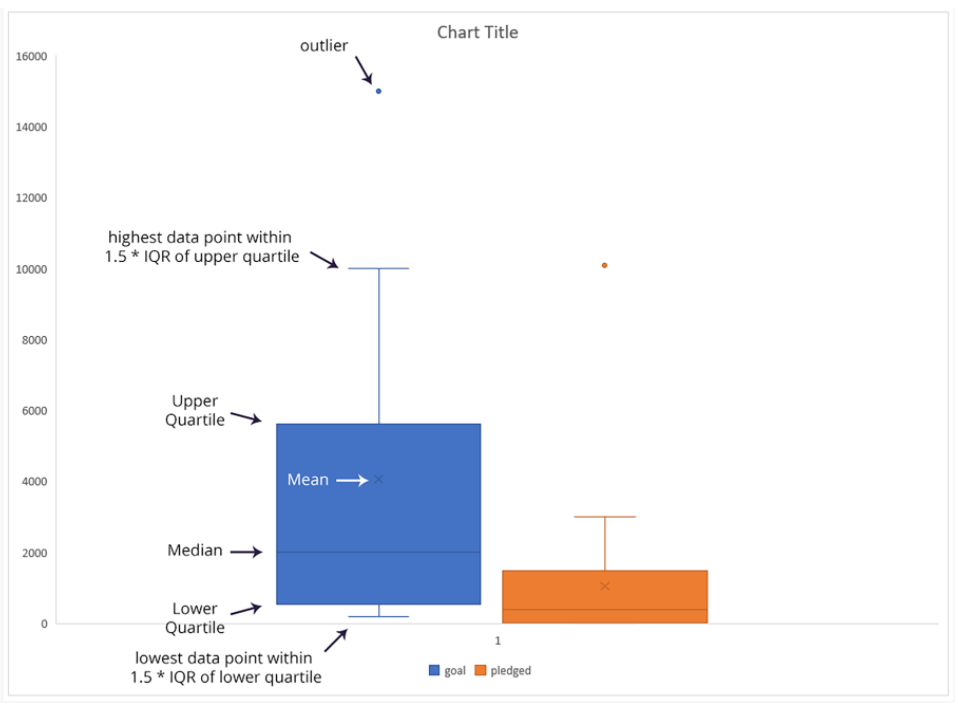 Chart Title
outlier
16000
14000
12000
highest data point within
1.5 * IQR of upper quartile
10000
8000
Upper
Quartile
6000
Mean
4000
Median
2000
Lower
Quartile
0
1
lowest data point within
1.5 * IQR of lower quartile
goal
pledged